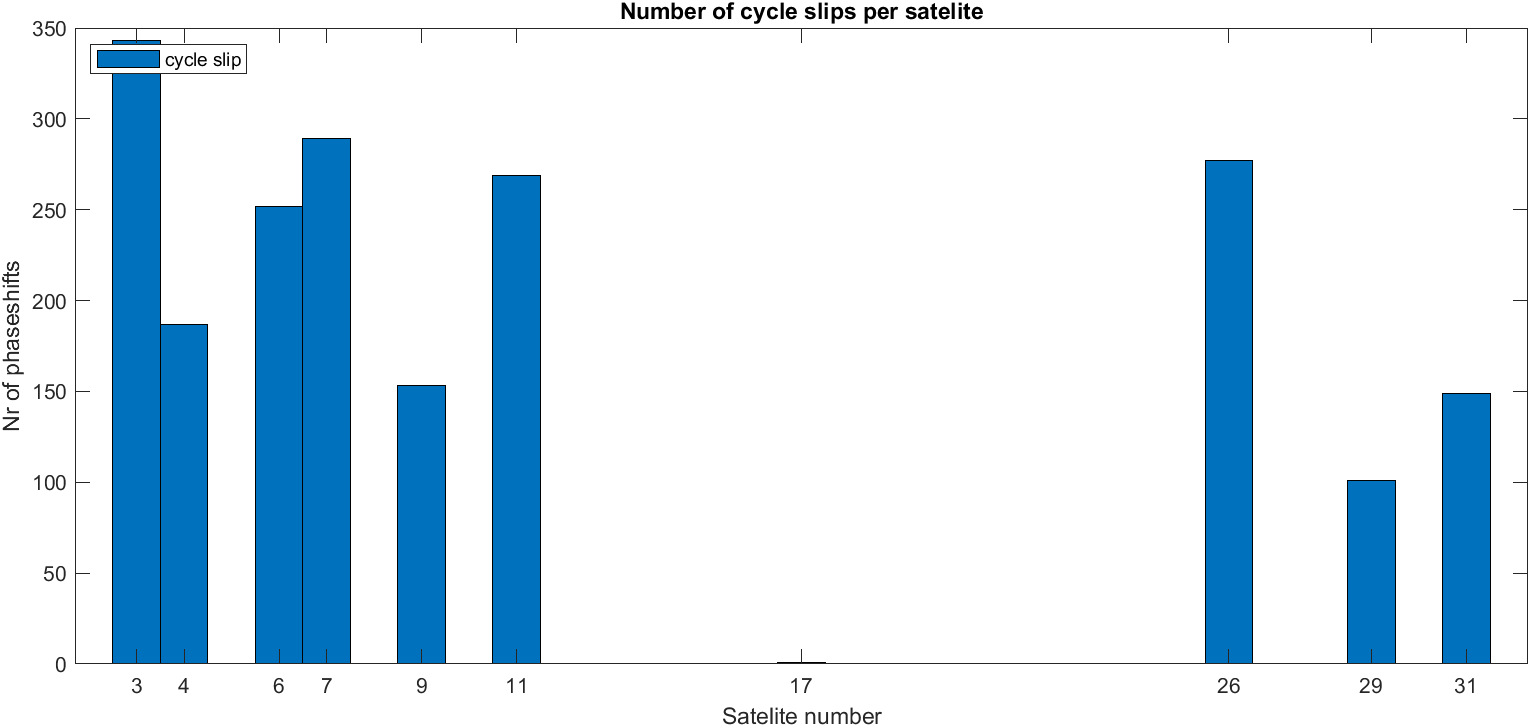 Number of cycle slips per satelite
cycle slip
350
300
250
200
150
100
50
0
Nr of phaseshifts
3 4 6 7 9 11 17 26 29 31
Satelite number